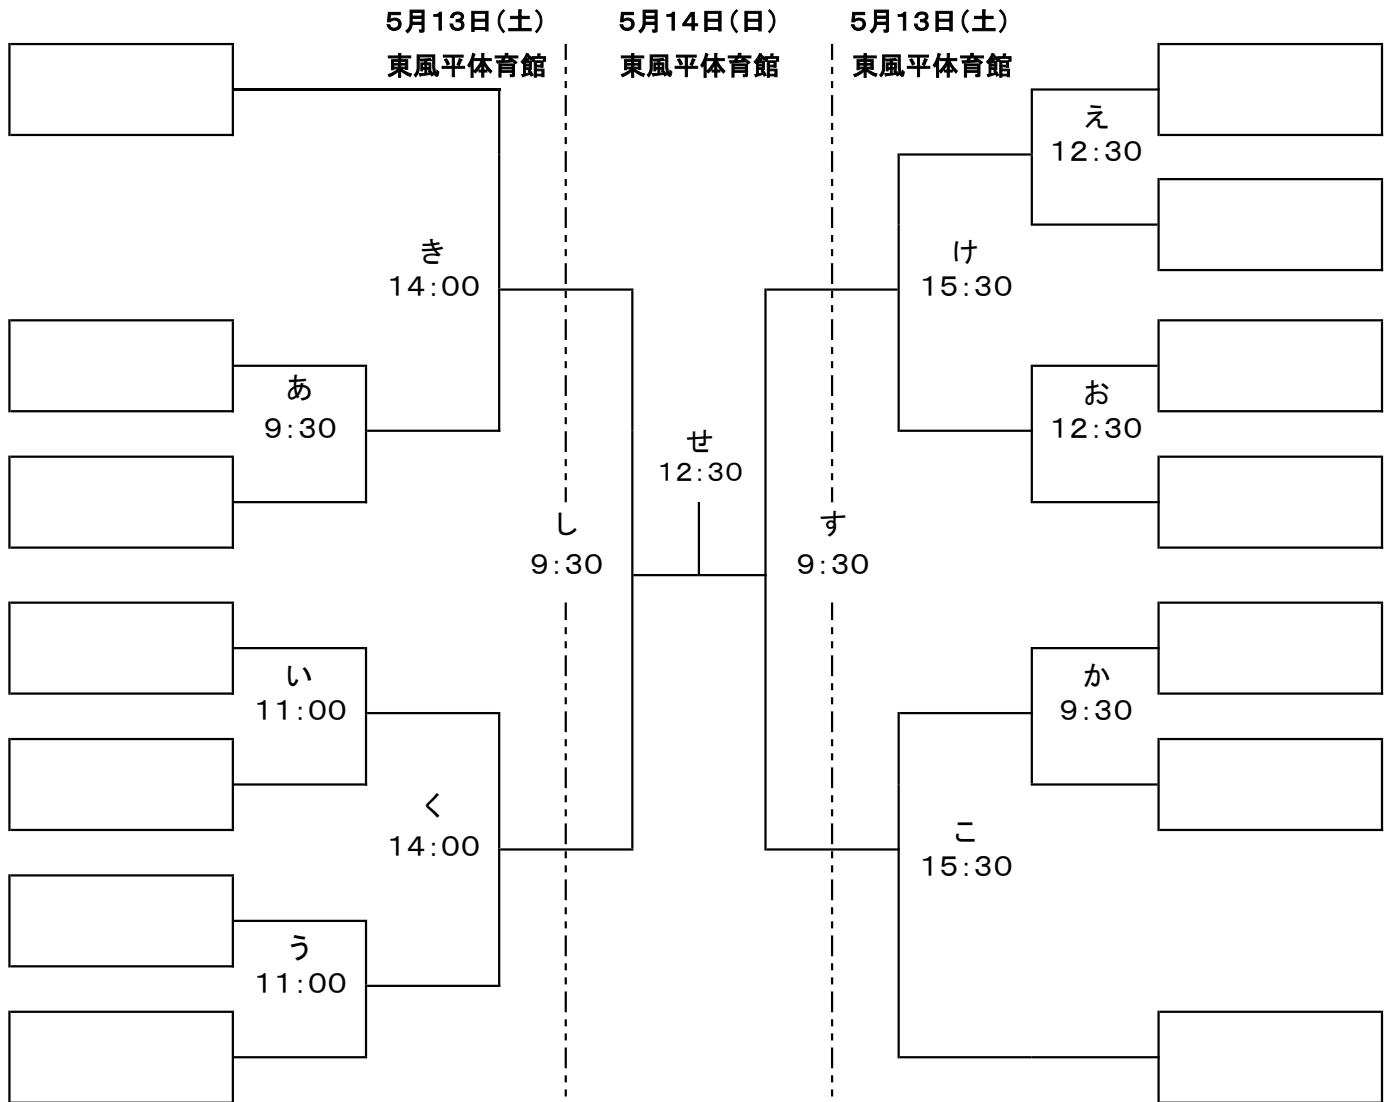 5月13日(土)
5月14日(日)
5月13日(土)
東風平体育館
東風平体育館
東風平体育館
え
12:30
き
14:00
け
15:30
あ
9:30
お
12:30
せ
12:30
し
9:30
す
9:30
い
11:00
か
9:30
く
14:00
こ
15:30
う
11:00